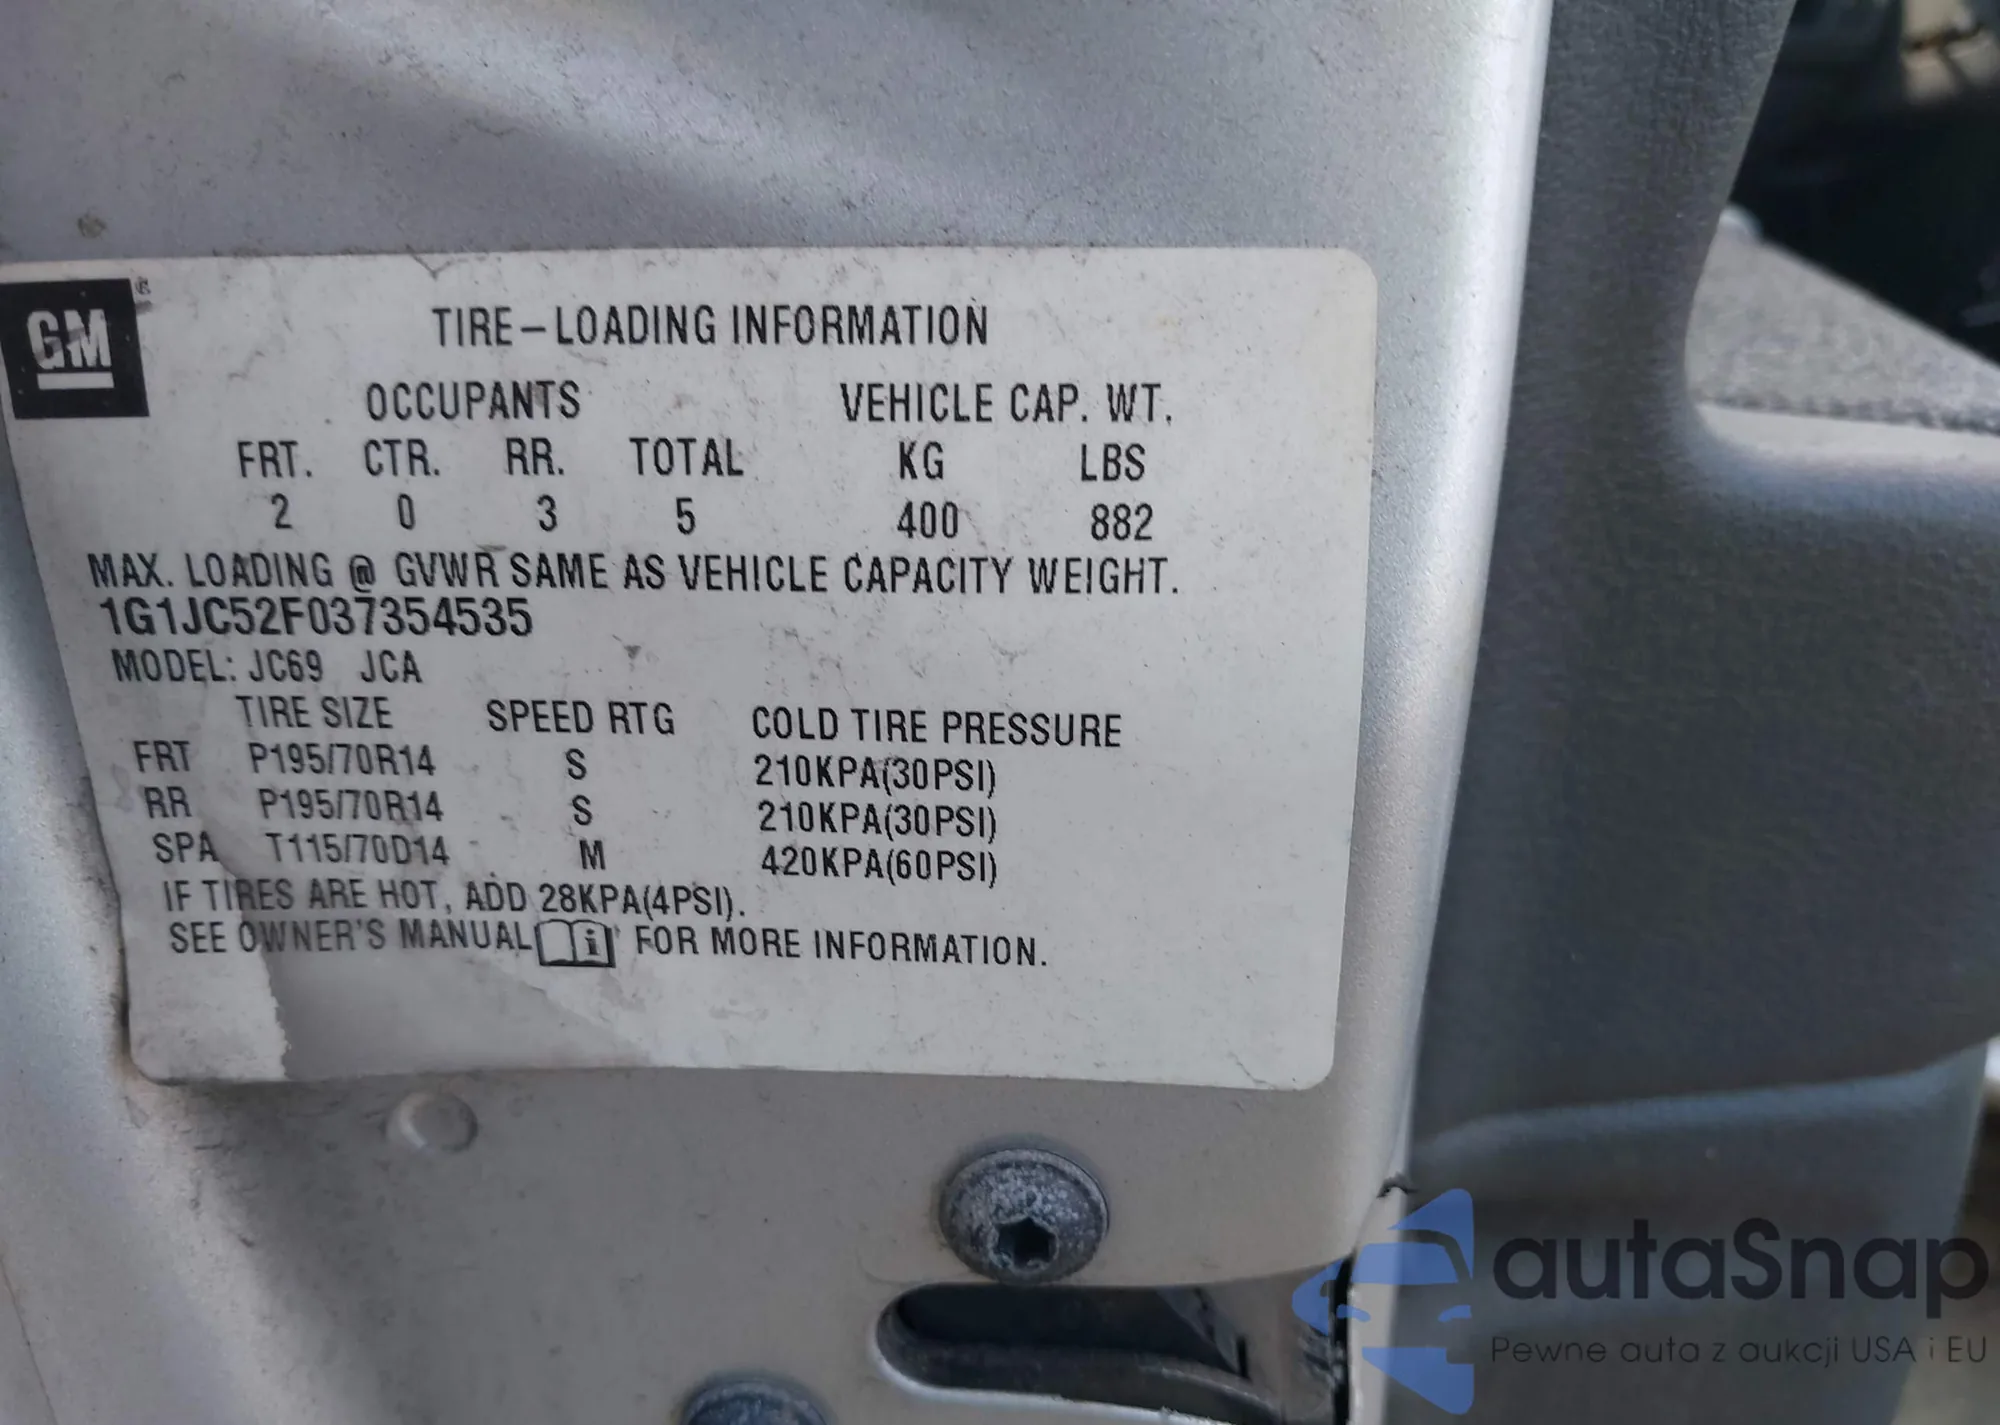 GM®
TIRE-LOADING INFORMATION
OCCUPANTS VEHICLE CAP. WT.
FRT. CTR. RR. TOTAL KG LBS
2 0 3 5 400 882
MAX. LOADING @ GVWR SAME AS VEHICLE CAPACITY WEIGHT.
1G1JC52F037354535
MODEL: JC69 JCA
TIRE SIZE SPEED RTG COLD TIRE PRESSURE
FRT P195/70R14 S 210KPA(30PSI)
RR P195/70R14 S 210KPA(30PSI)
SPA T115/70D14 M 420KPA(60PSI)
IF TIRES ARE HOT, ADD 28KPA(4PSI).
SEE OWNER'S MANUAL i FOR MORE INFORMATION.
autaSnap
Pewne auta z aukcji USA i EU